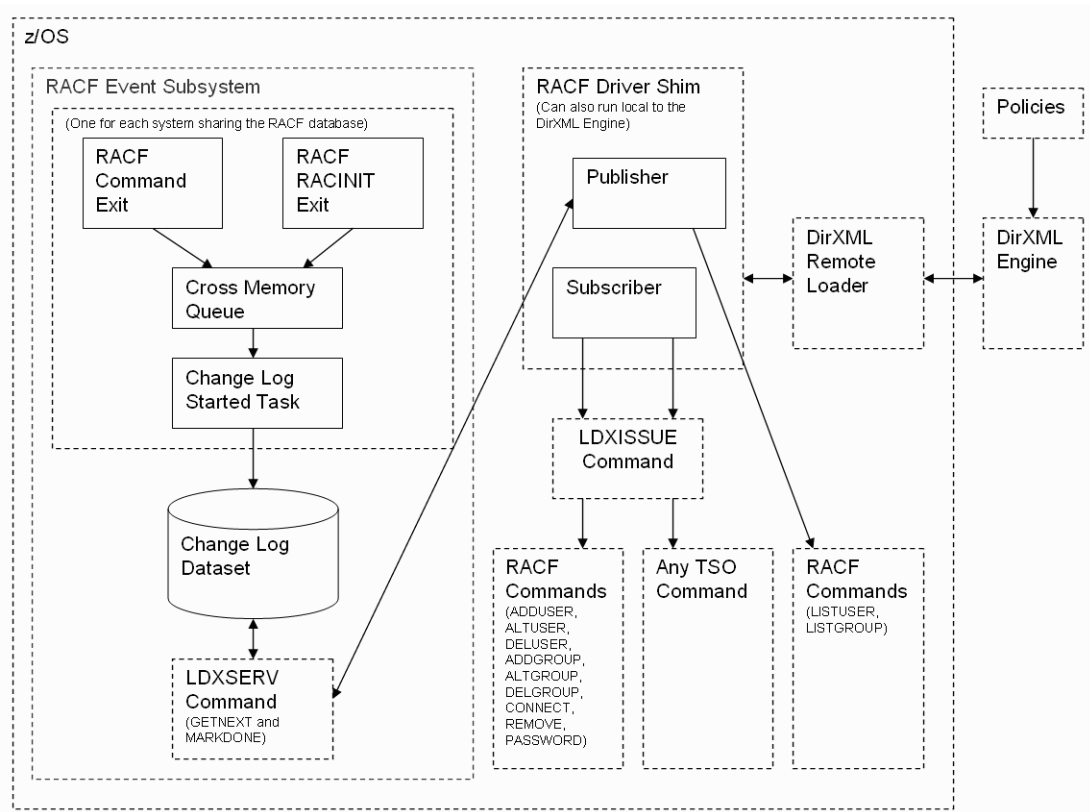 z/OS
RACF Event Subsystem
(One for each system sharing the RACF database)
RACF
Command
Exit
RACF
RACINIT
Exit
Cross Memory
Queue
Change Log
Started Task
Change Log
Dataset
LDXSERV
Command
(GETNEXT and
MARKDONE)
RACF Driver Shim
(Can also run local to the
DirXML Engine)
Publisher
Subscriber
LDXISSUE
Command
RACF
Commands
(ADDUSER,
ALTUSER,
DELUSER,
ADDGROUP,
ALTGROUP,
DELGROUP,
CONNECT,
REMOVE,
PASSWORD)
Any TSO
Command
RACF
Commands
(LISTUSER,
LISTGROUP)
DirXML
Remote
Loader
Policies
DirXML
Engine